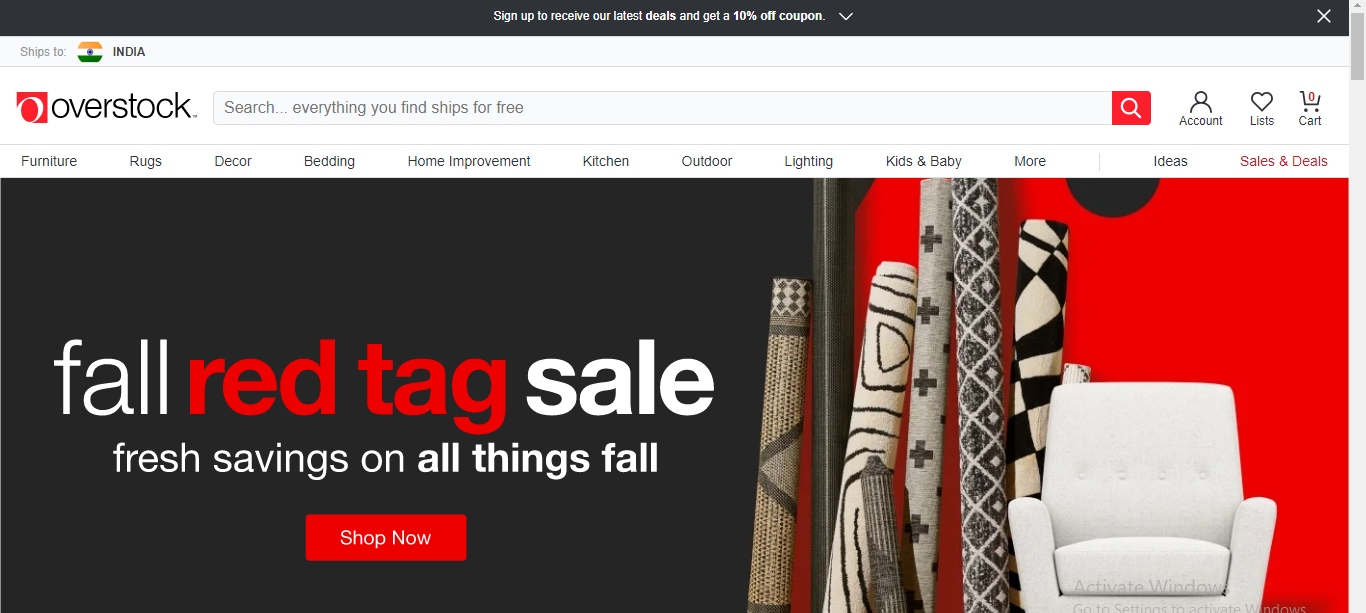 Sign up to receive our latest deals and get a 10% off coupon.
Ships to: INDIA
overstock™
Search... everything you find ships for free
0
Account Lists Cart
Furniture Rugs Decor Bedding Home Improvement Kitchen Outdoor Lighting Kids & Baby More Ideas Sales & Deals
fall red tag sale
fresh savings on all things fall
Shop Now
Activate Windows
Go to Settings to activate Windows.